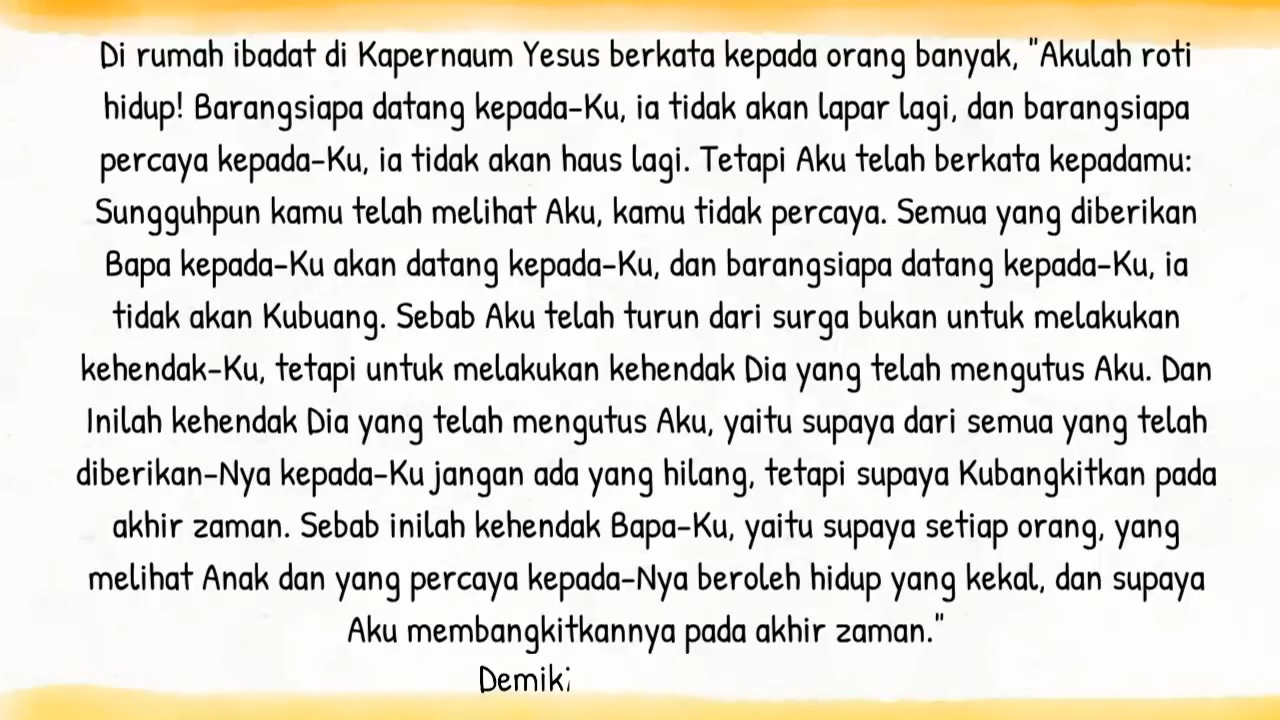 Di rumah ibadat di Kapernaum Yesus berkata kepada orang banyak, "Akulah roti
hidup! Barangsiapa datang kepada-Ku, ia tidak akan lapar lagi, dan barangsiapa
percaya kepada-Ku, ia tidak akan haus lagi. Tetapi Aku telah berkata kepadamu:
Sungguhpun kamu telah melihat Aku, kamu tidak percaya. Semua yang diberikan
Bapa kepada-Ku akan datang kepada-Ku, dan barangsiapa datang kepada-Ku, ia
tidak akan Kubuang. Sebab Aku telah turun dari surga bukan untuk melakukan
kehendak-Ku, tetapi untuk melakukan kehendak Dia yang telah mengutus Aku. Dan
Inilah kehendak Dia yang telah mengutus Aku, yaitu supaya dari semua yang telah
diberikan-Nya kepada-Ku jangan ada yang hilang, tetapi supaya Kubangkitkan pada
akhir zaman. Sebab inilah kehendak Bapa-Ku, yaitu supaya setiap orang, yang
melihat Anak dan yang percaya kepada-Nya beroleh hidup yang kekal, dan supaya
Aku membangkitkannya pada akhir zaman."
Demiki